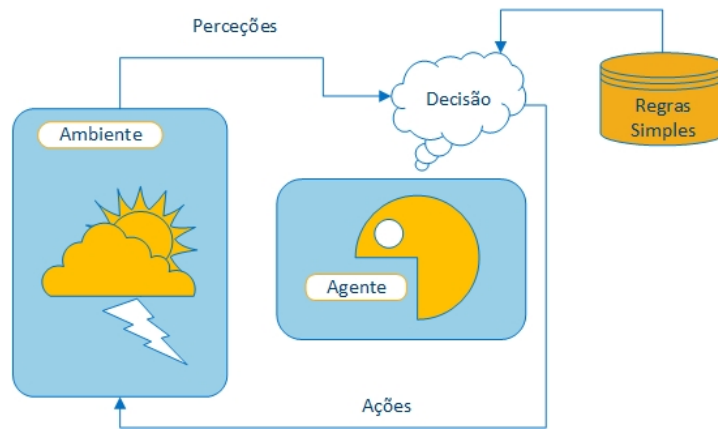 Perceções
Decisão
Regras
Simples
Ambiente
Agente
Ações